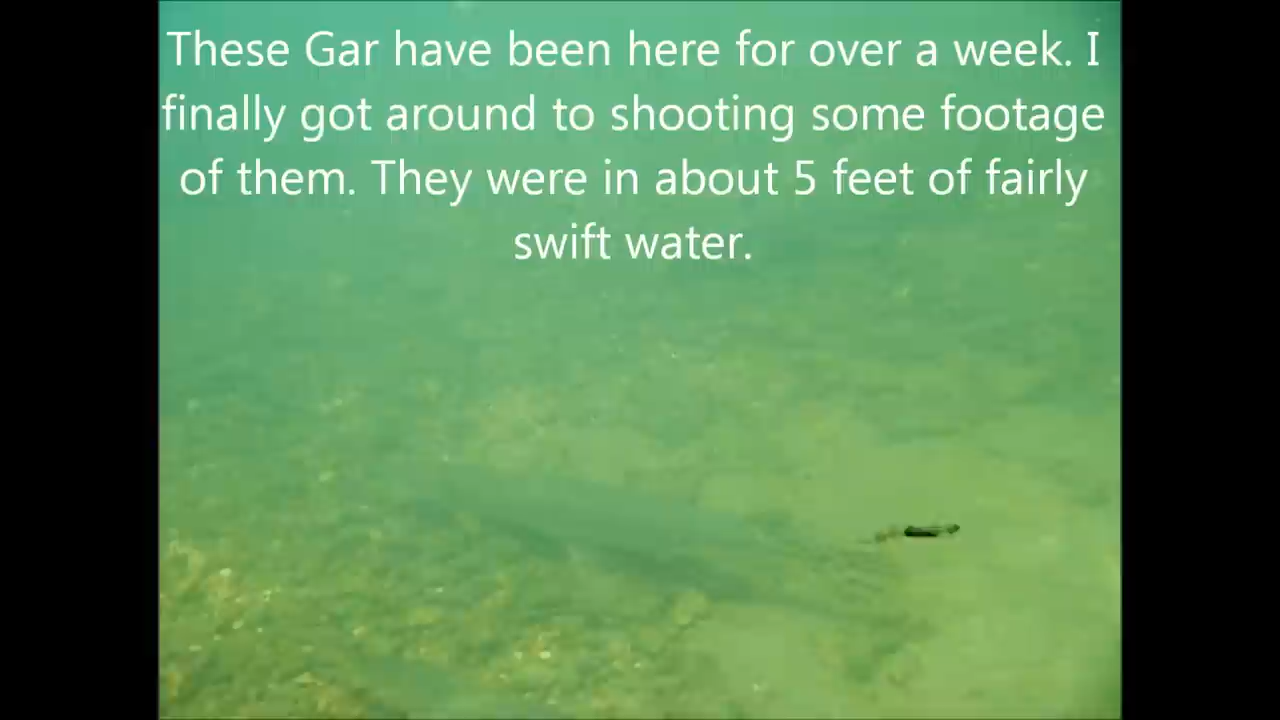 These Gar have been here for over a week. I
finally got around to shooting some footage
of them. They were in about 5 feet of fairly
swift water.